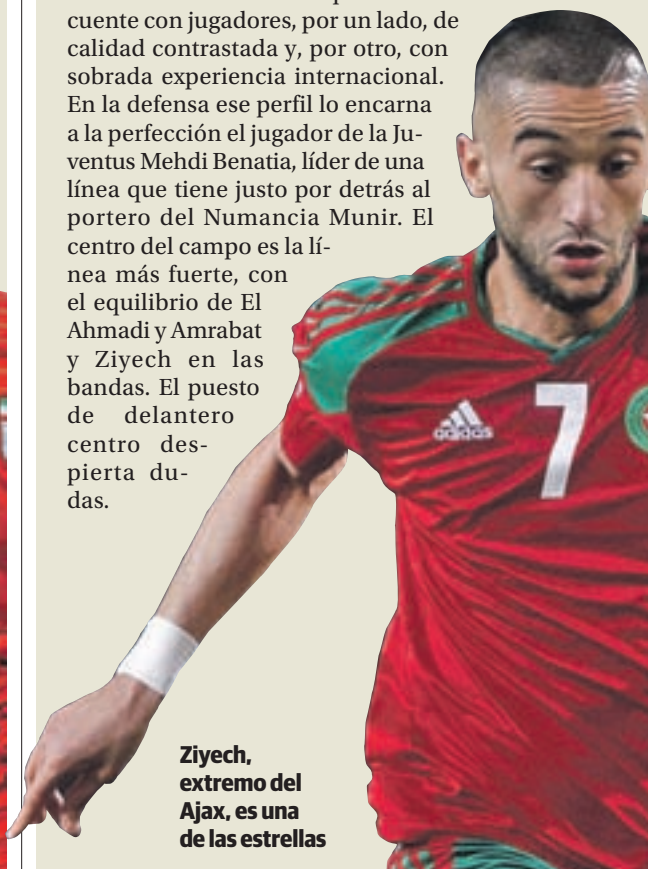 cuente con jugadores, por un lado, de
calidad contrastada y, por otro, con
sobrada experiencia internacional.
En la defensa ese perfil lo encarna
a la perfección el jugador de la Ju-
ventus Mehdi Benatia, líder de una
línea que tiene justo por detrás al
portero del Numancia Munir. El
centro del campo es la lí-
nea más fuerte, con
el equilibrio de El
Ahmadi y Amrabat
y Ziyech en las
bandas. El puesto
de delantero
centro des-
pierta du-
das.
adidas
7
Ziyech,
extremo del
Ajax, es una
de las estrellas